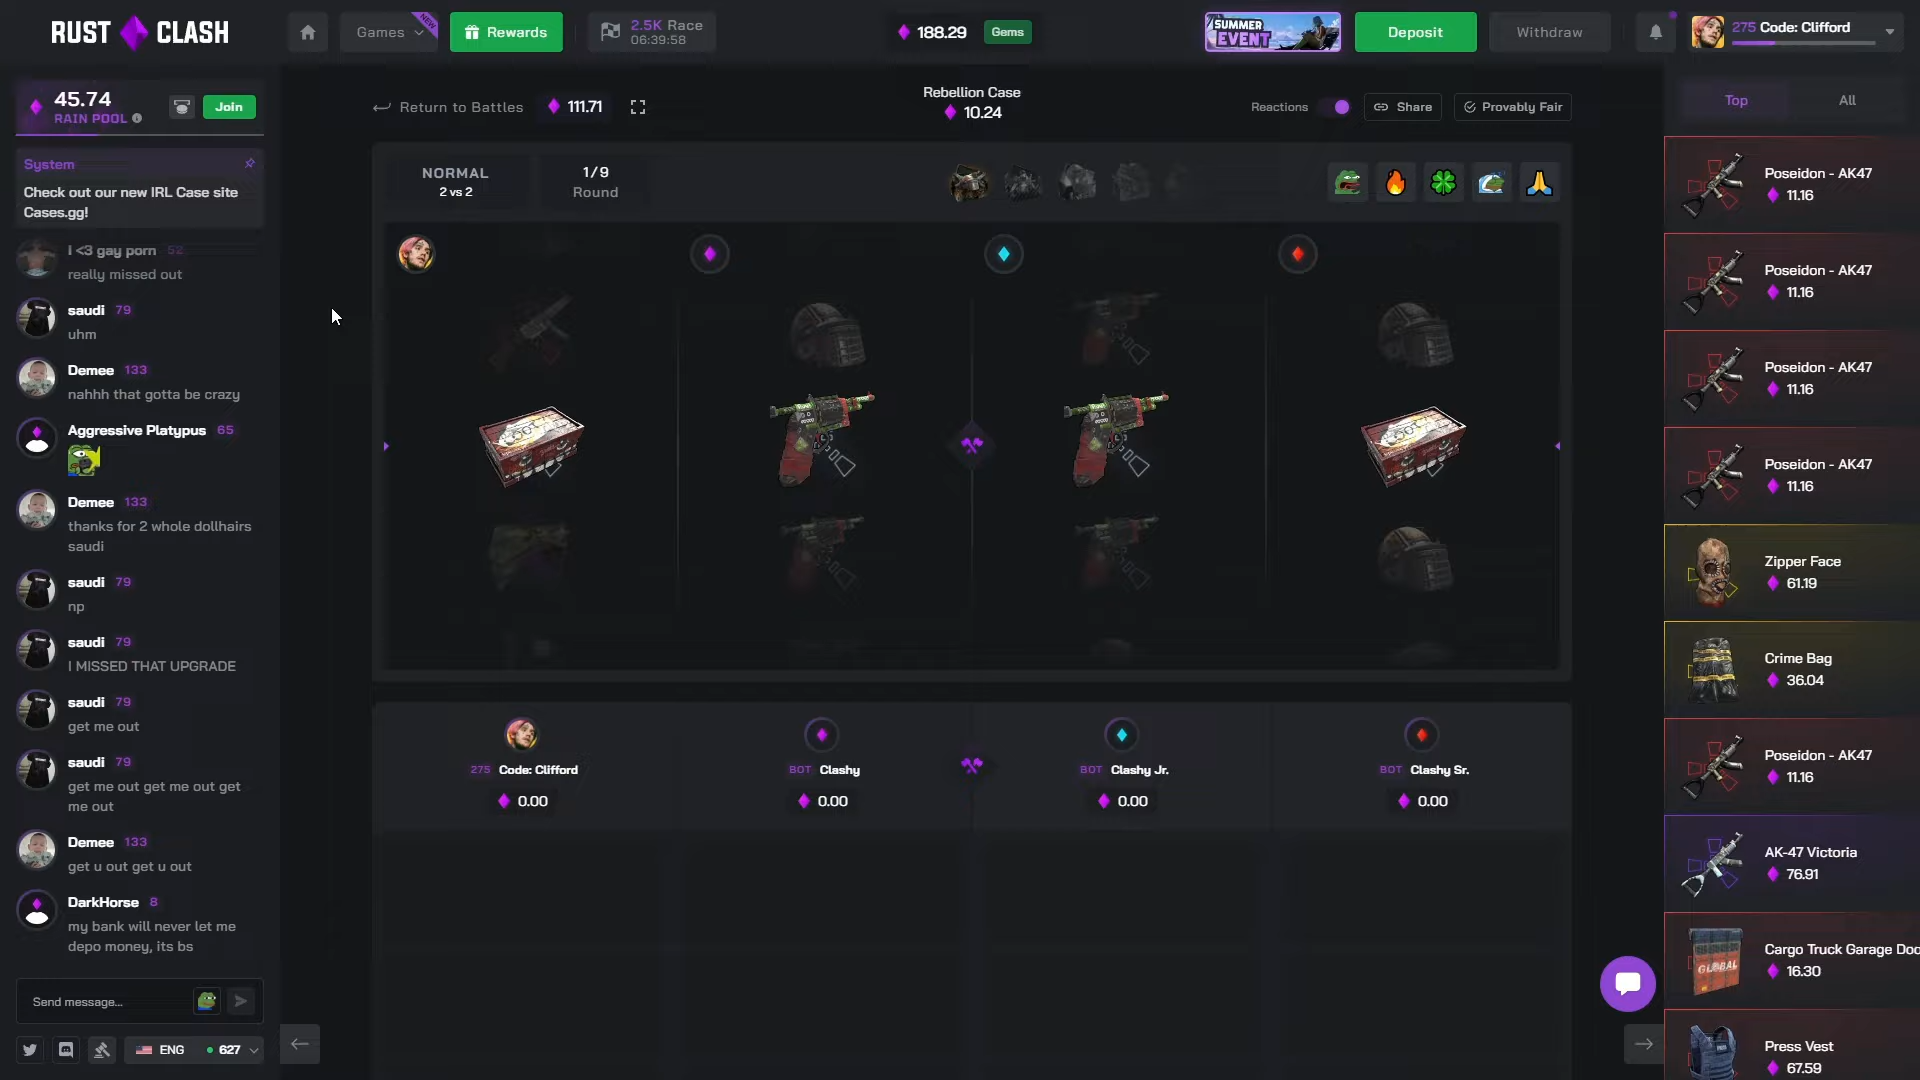 RUST CLASH
Games
NEW
Rewards
2.5K Race
06:39:58
188.29
Gems
SUMMER
EVENT
Deposit
Withdraw
275 Code: Clifford
45.74
RAIN POOL
Join
System
Check out our new IRL Case site
Cases.gg!
I <3 gay porn 52
really missed out
saudi 79
uhm
Demee 133
nahhh that gotta be crazy
Aggressive Platypus 65
Demee 133
thanks for 2 whole dollhairs
saudi
saudi 79
np
saudi 79
I MISSED THAT UPGRADE
saudi 79
get me out
saudi 79
get me out get me out get
me out
Demee 133
get u out get u out
DarkHorse 8
my bank will never let me
depo money, its bs
Send message...
ENG
627
Return to Battles
111.71
Rebellion Case
10.24
Reactions
Share
Provably Fair
NORMAL
2 vs 2
1/9
Round
275 Code: Clifford
0.00
BOT Clashy
0.00
BOT Clashy Jr.
0.00
BOT Clashy Sr.
0.00
Top
All
Poseidon - AK47
11.16
Poseidon - AK47
11.16
Poseidon - AK47
11.16
Poseidon - AK47
11.16
Zipper Face
61.19
Crime Bag
36.04
Poseidon - AK47
11.16
AK-47 Victoria
76.91
Cargo Truck Garage Doo
16.30
GLOBAL
Press Vest
67.59